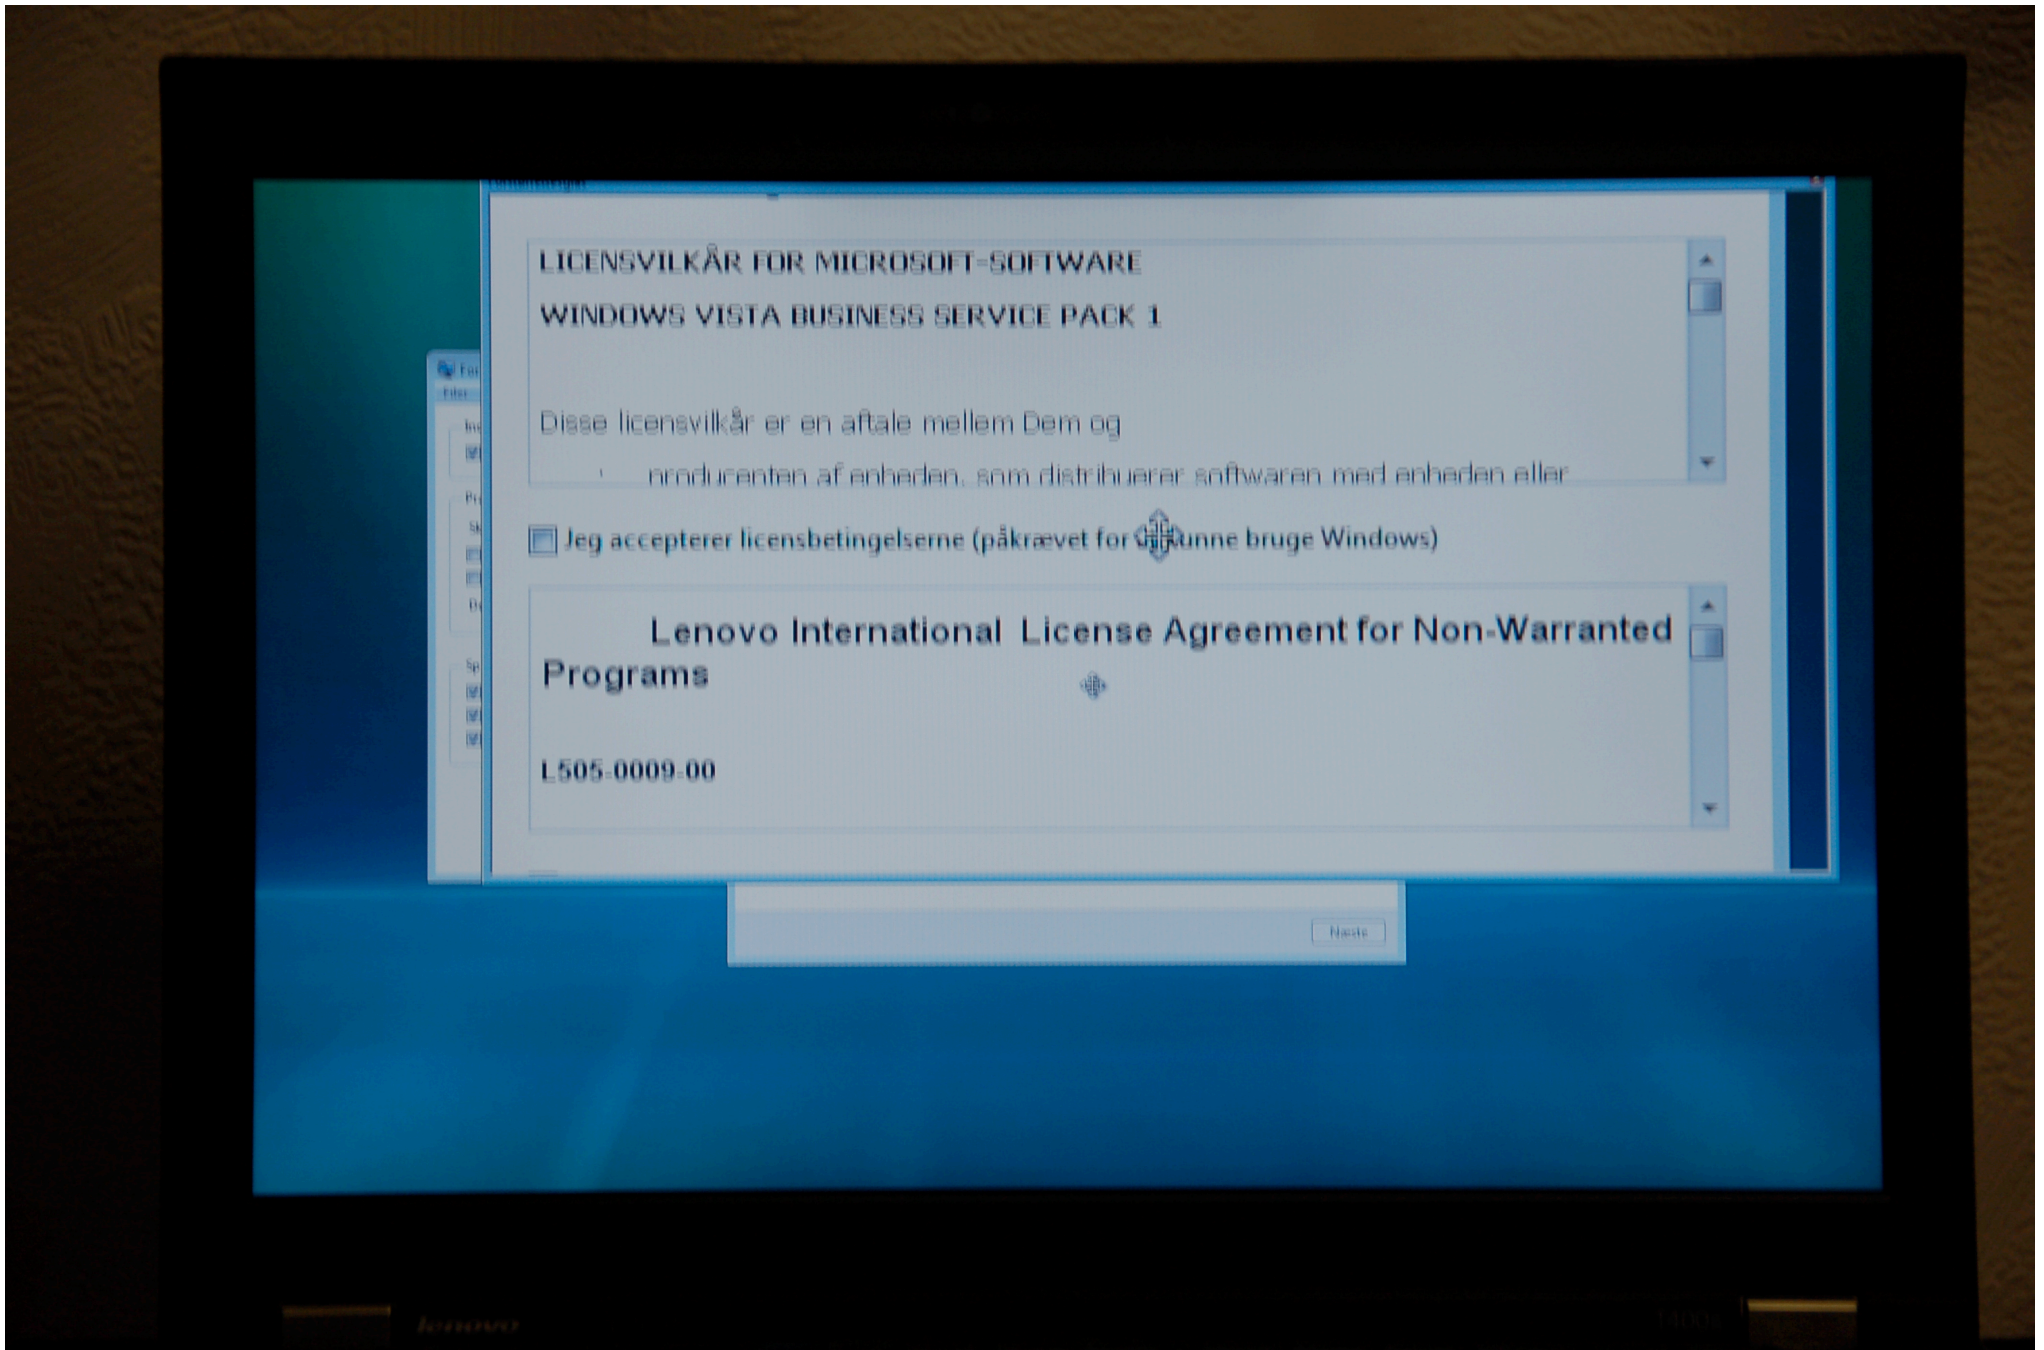 LICENSVILKÅR FOR MICROSOFT-SOFTWARE
WINDOWS VISTA BUSINESS SERVICE PACK 1
Disse licensvilkår er en aftale mellem Dem og
producenten af enheden, som distribuerer softwaren med enheden eller
Jeg accepterer licensbetingelserne (påkrævet for kunne bruge Windows)
Lenovo International License Agreement for Non-Warranted
Programs
L505-0009-00
Næste
lenovo